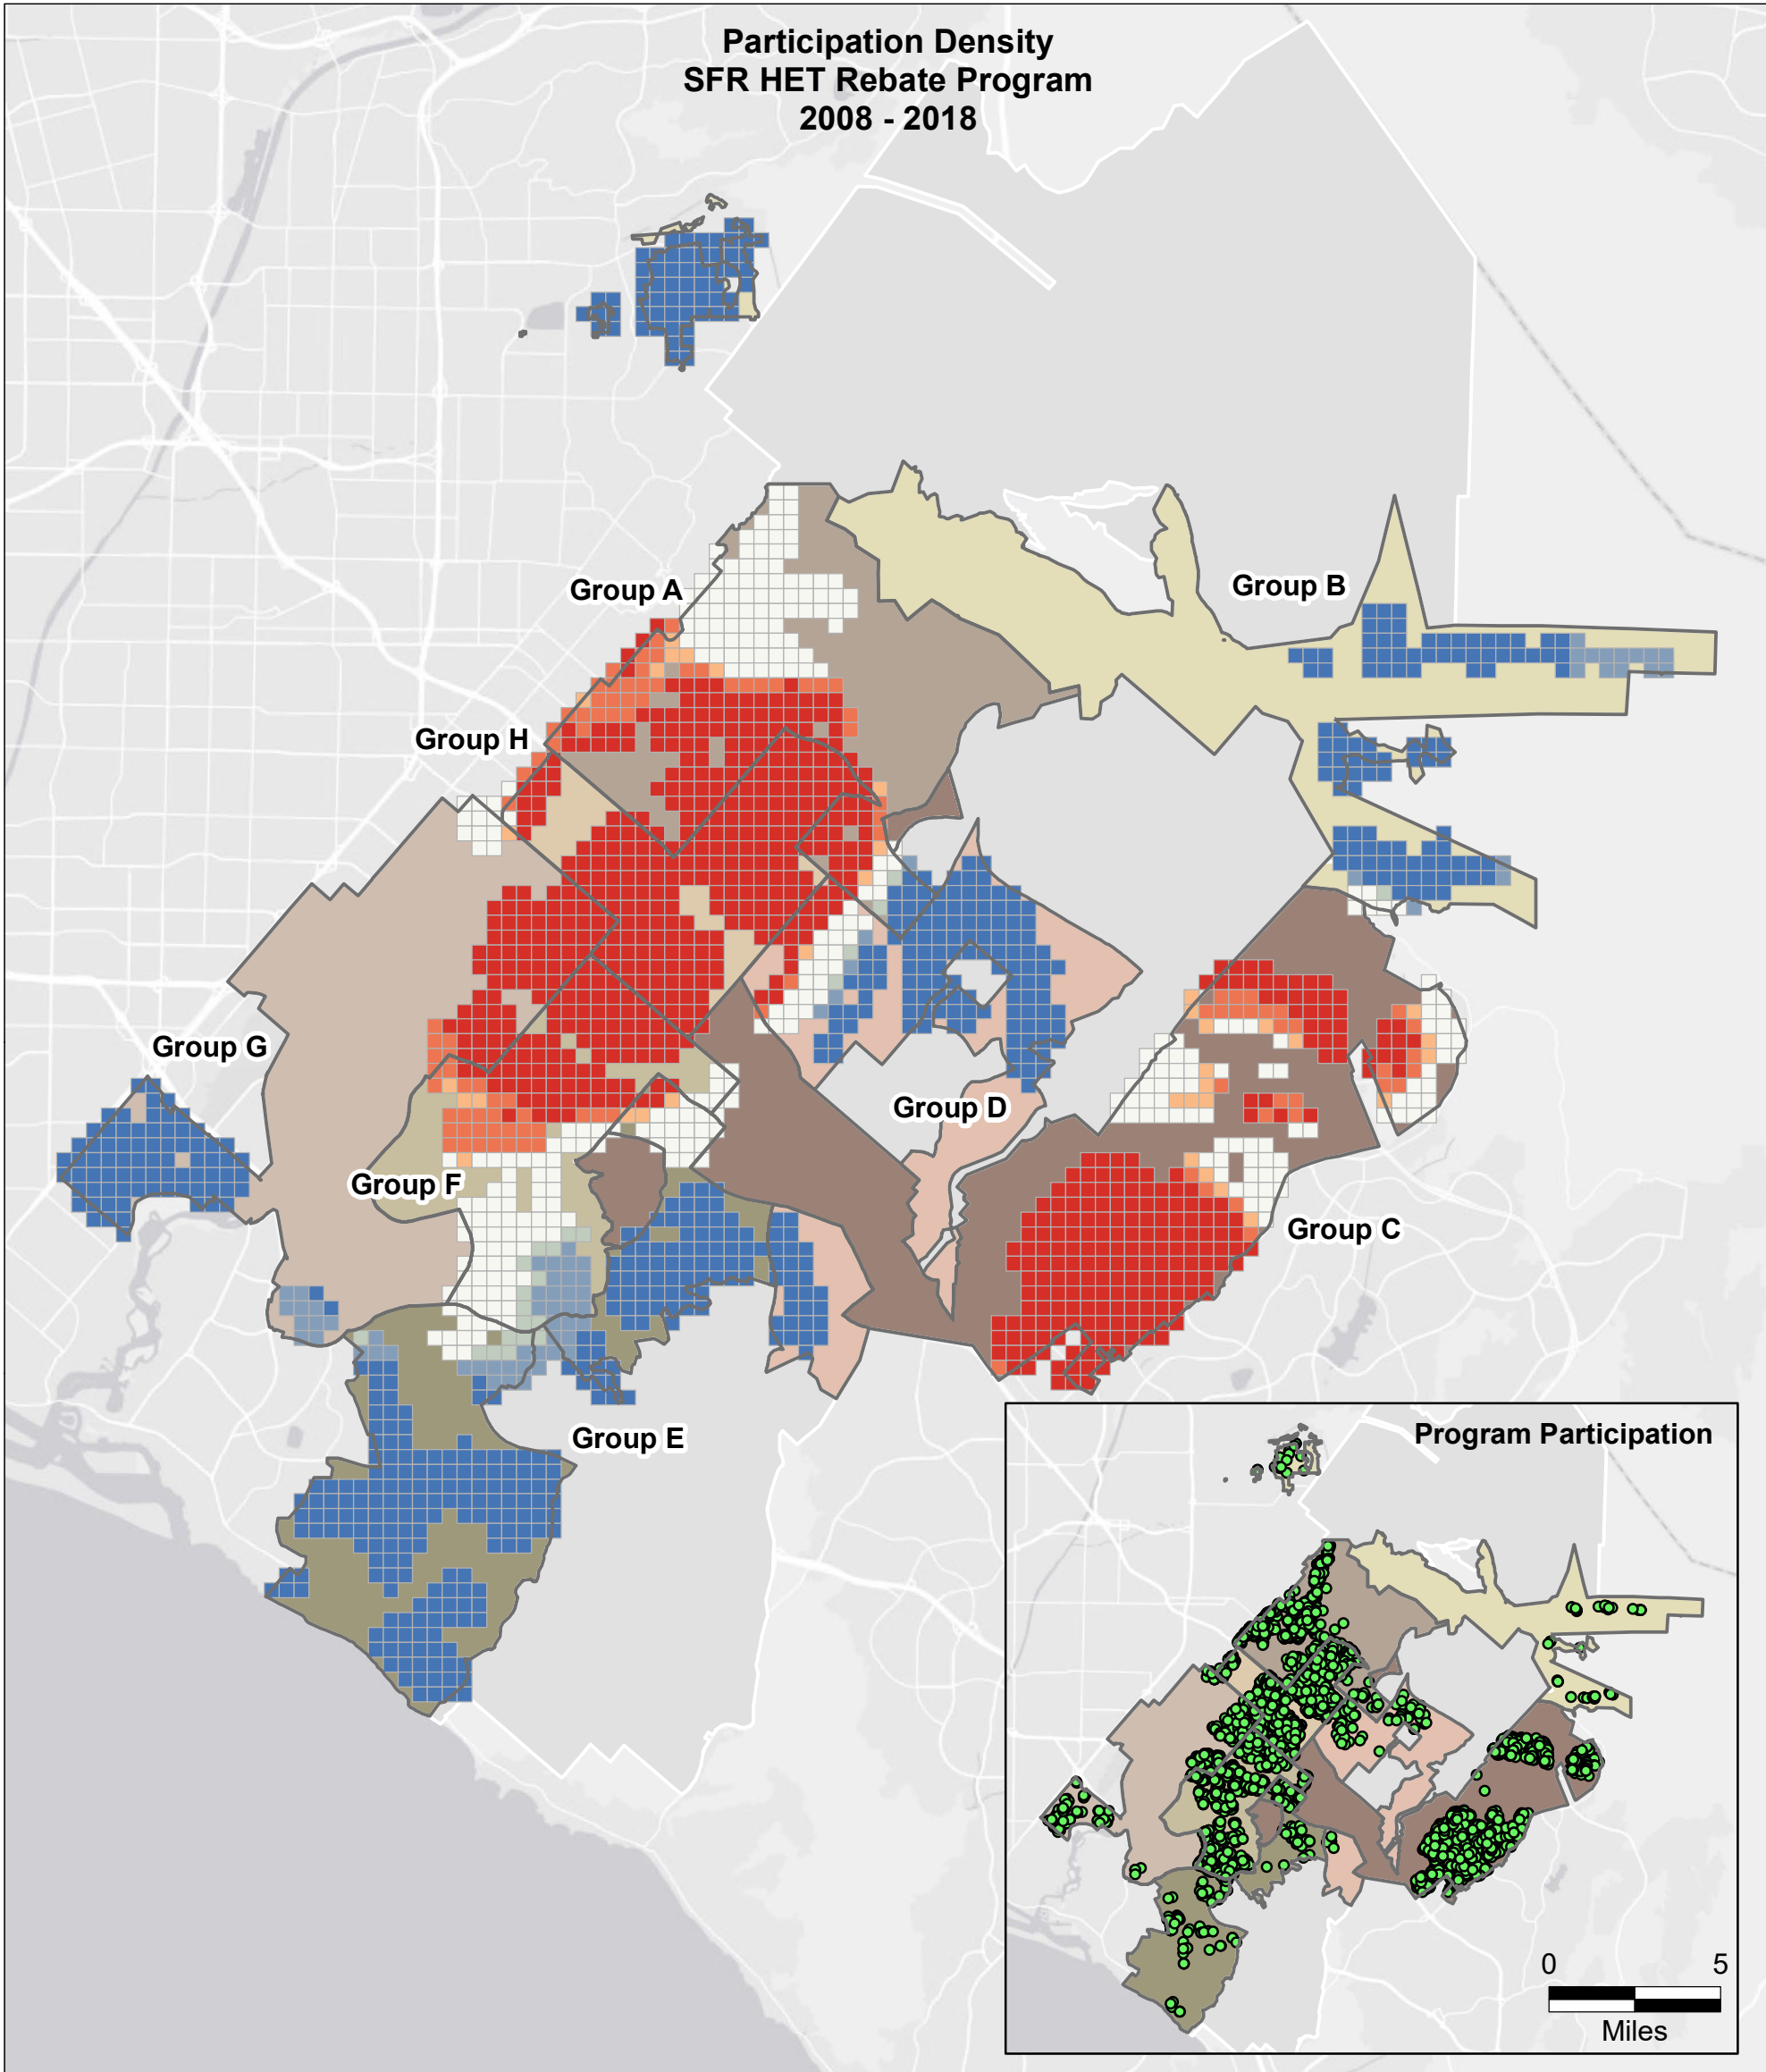 Participation Density
SFR HET Rebate Program
2008 - 2018
Group A
Group B
Group H
Group G
Group D
Group F
Group C
Group E
Program Participation
0 5
Miles